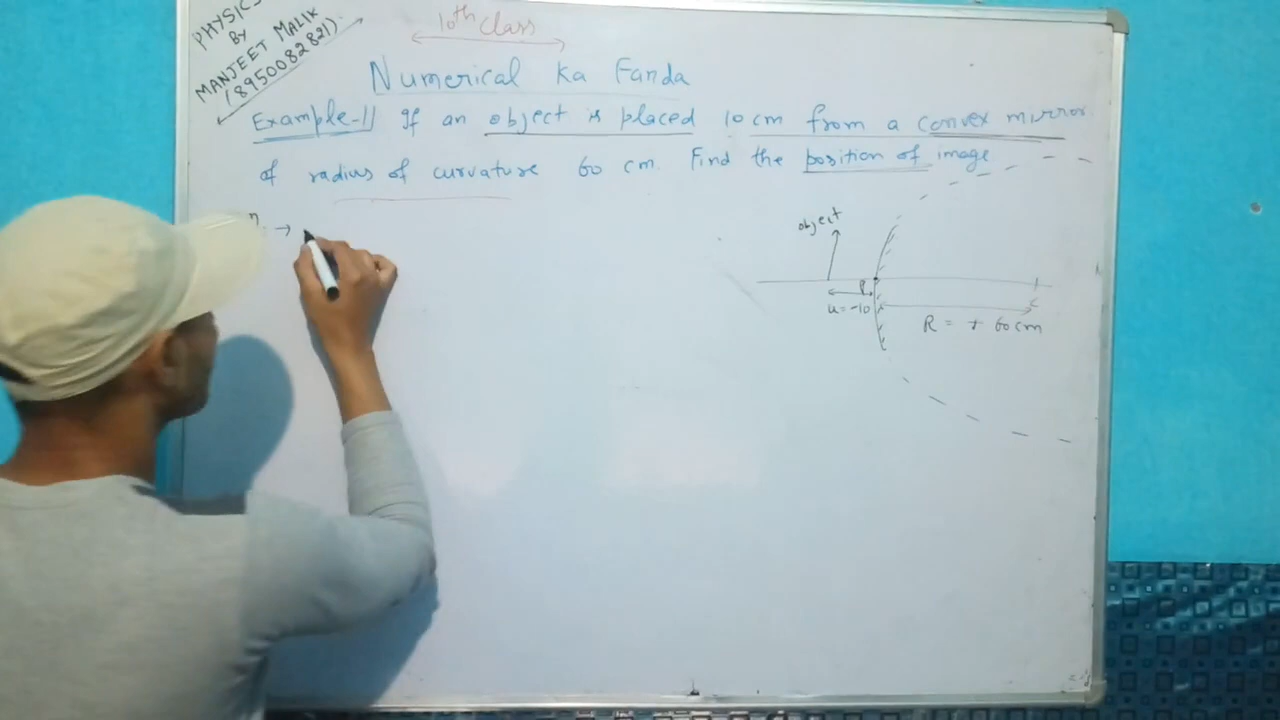 PHYSICS
BY
MANJEET MALIK
(8950082821)
10th Class
Numerical Ka Fanda
Example-11 If an object is placed 10 cm from a convex mirror
of radius of curvature 60 cm. Find the position of image
object
P
u = -10
R = + 60 cm